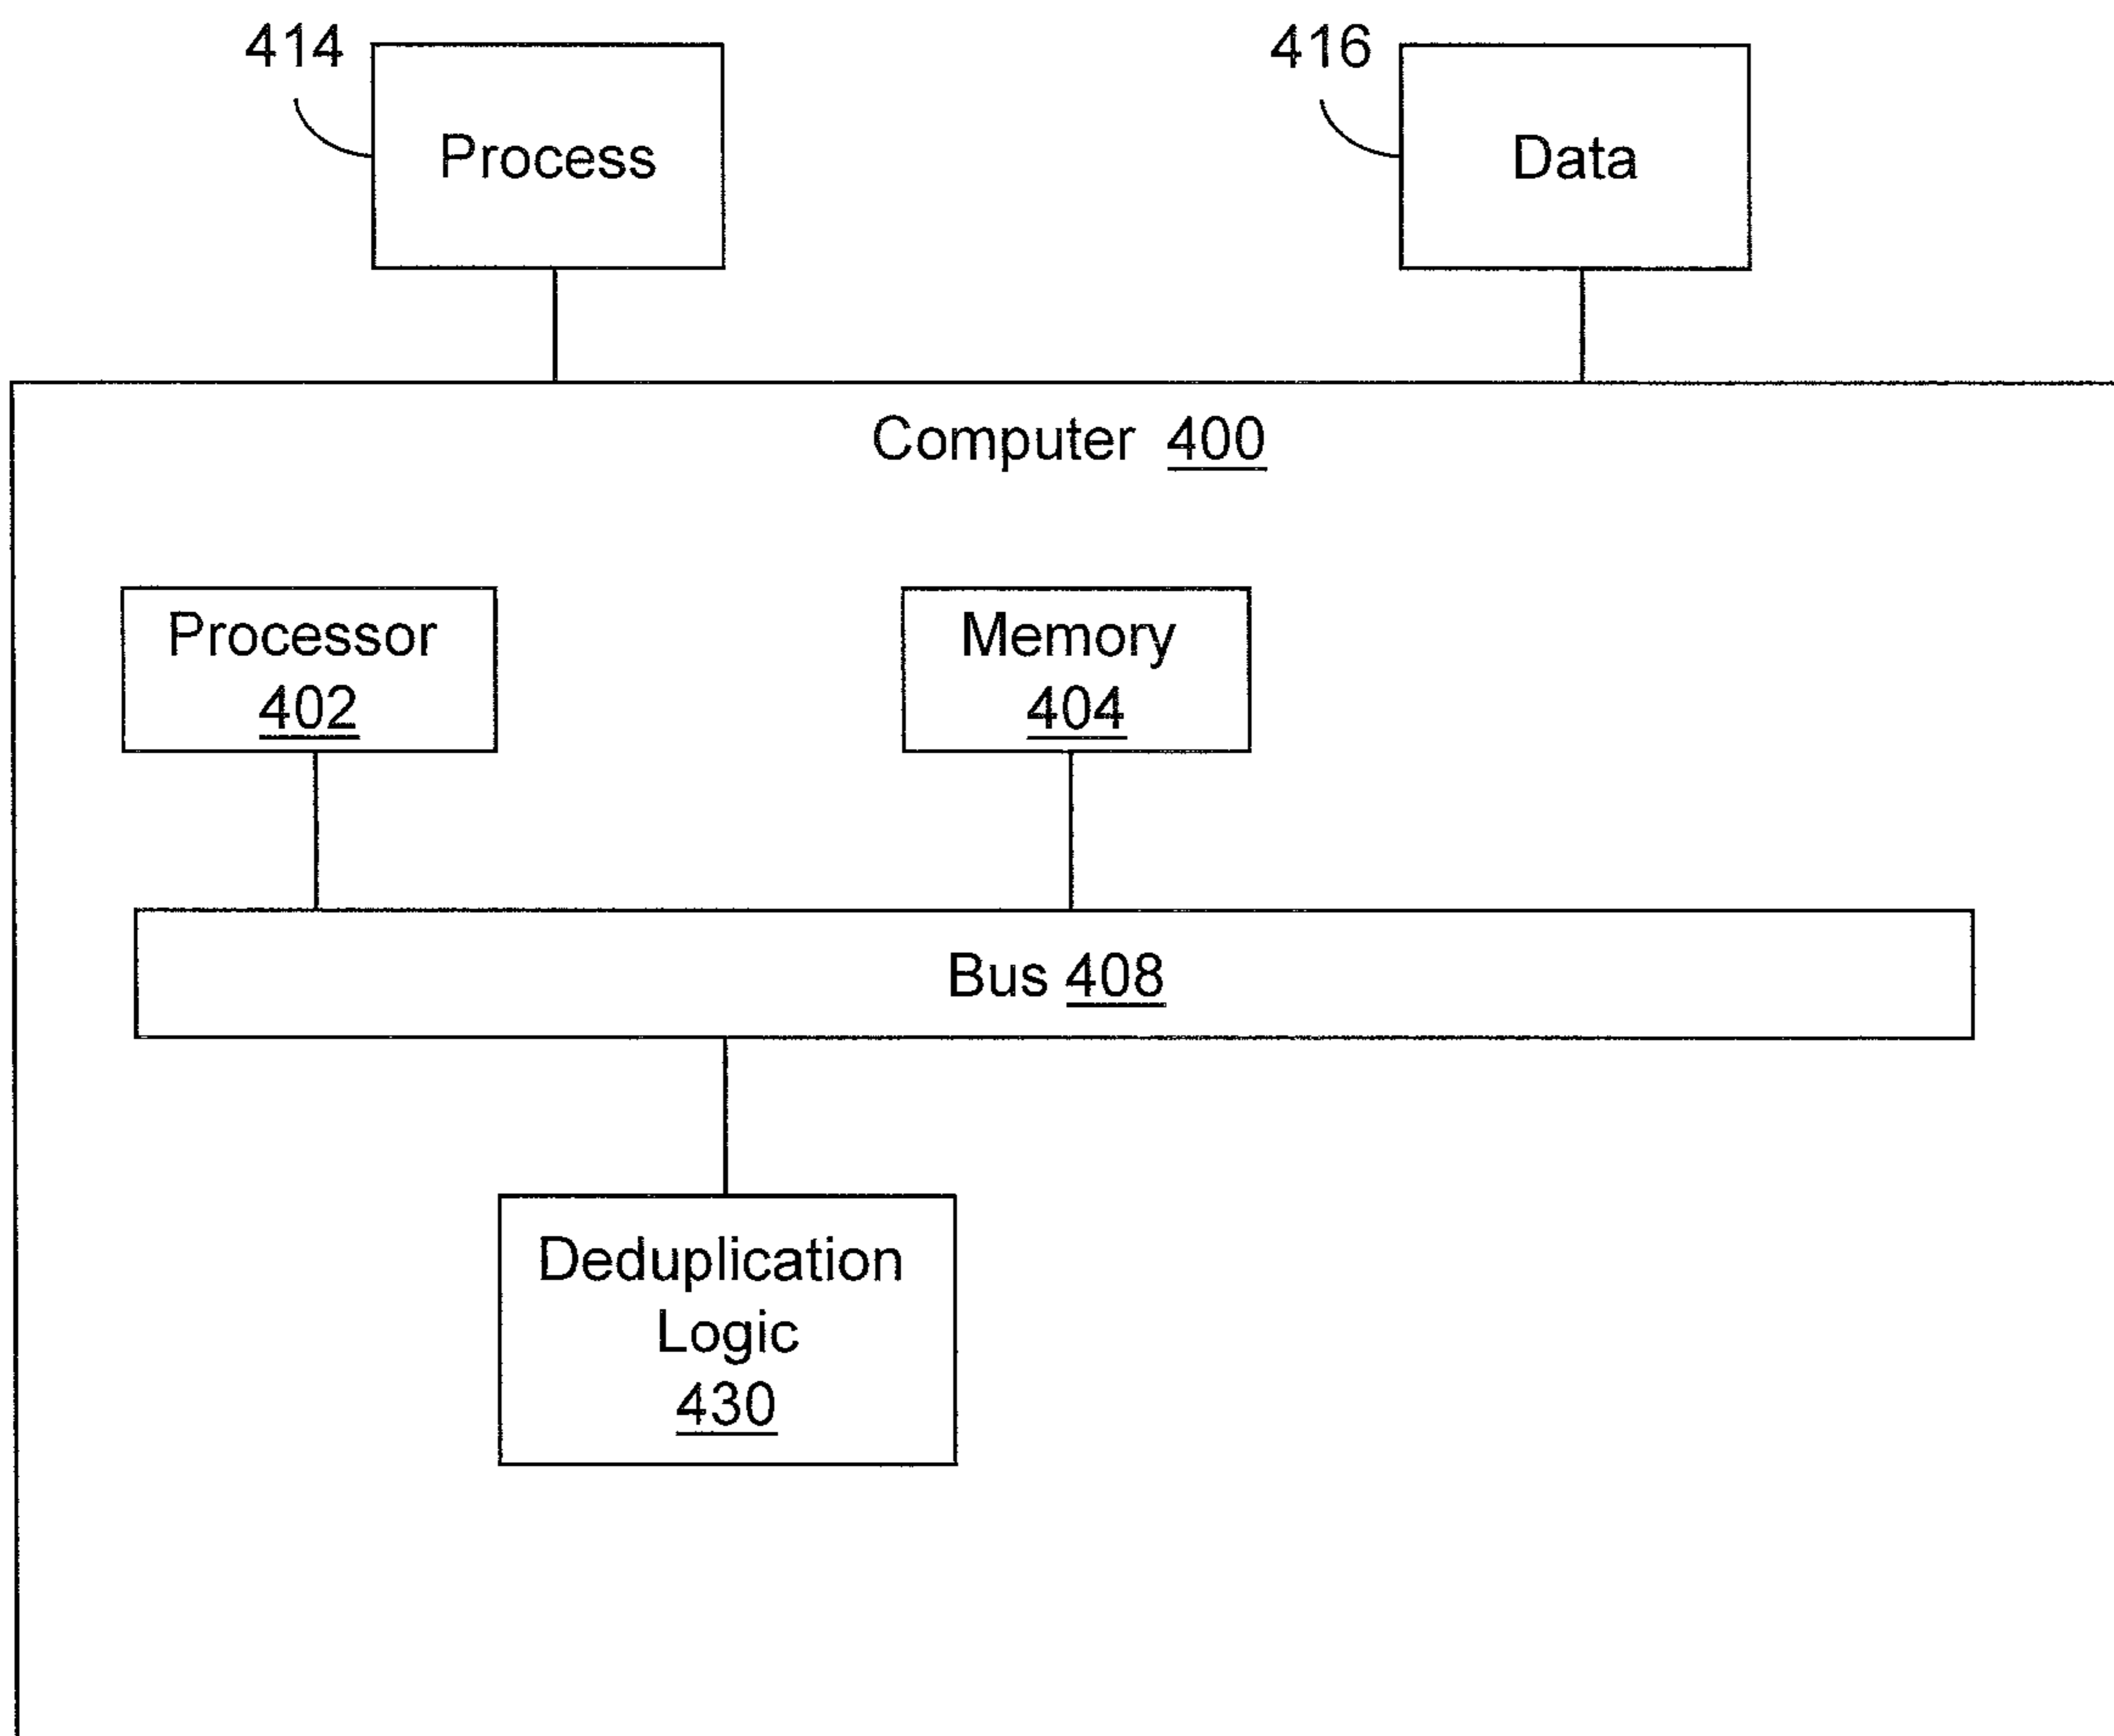 414
Process
416
Data
Computer 400
Processor
402
Memory
404
Bus 408
Deduplication
Logic
430